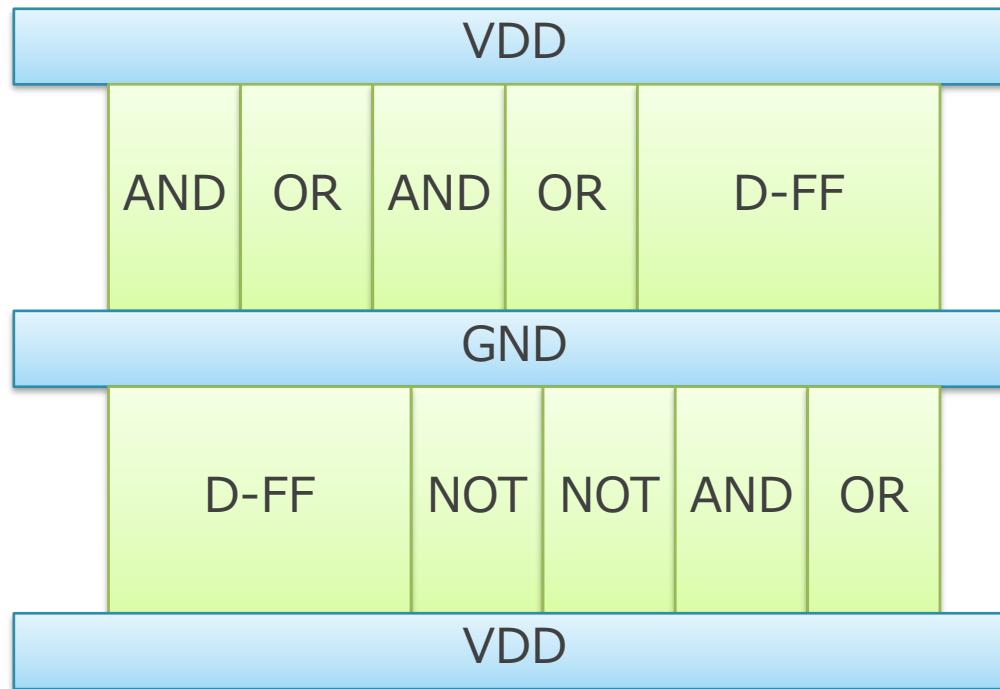 VDD
AND OR AND OR D-FF
GND
D-FF NOT NOT AND OR
VDD